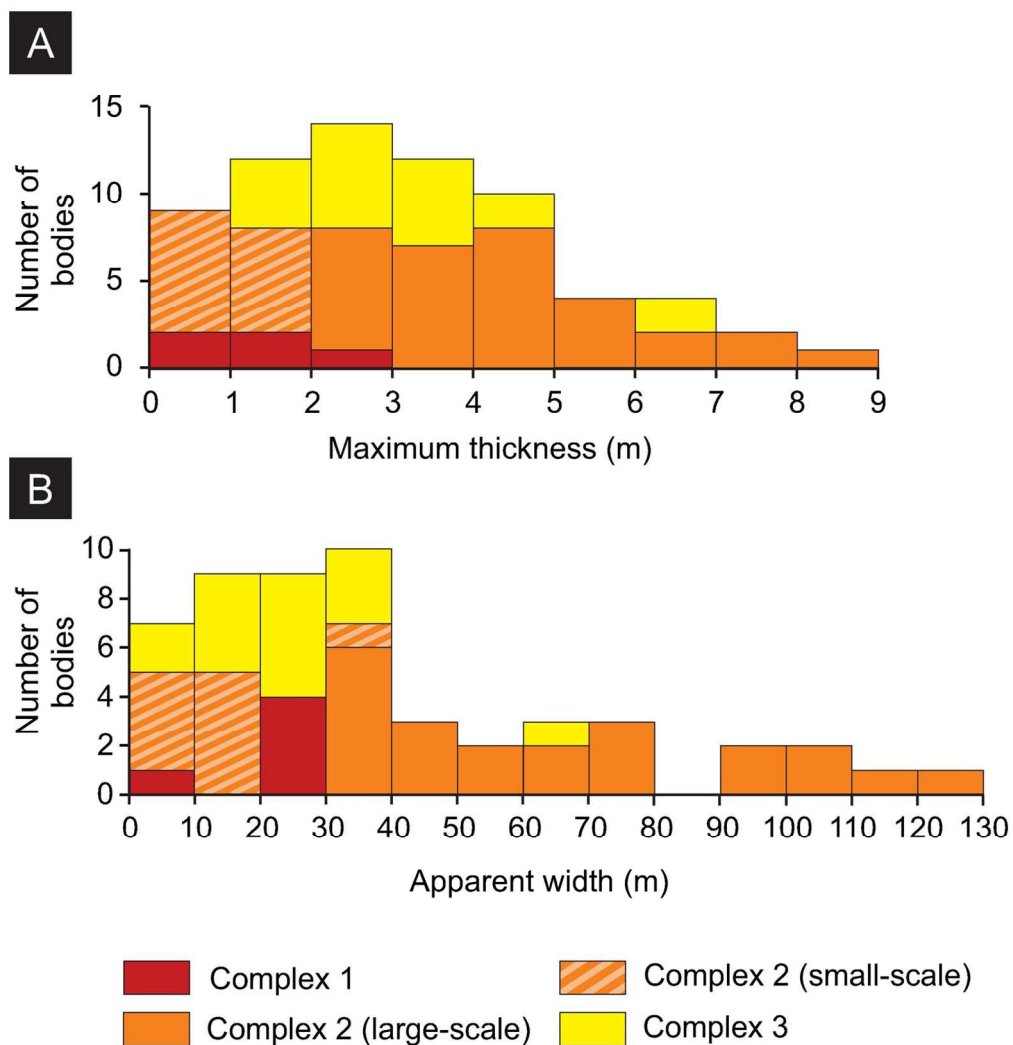 A
15
10
5
0
Number of
bodies
0 1 2 3 4 5 6 7 8 9
Maximum thickness (m)
B
10
8
6
4
2
0
Number of
bodies
0 10 20 30 40 50 60 70 80 90 100 110 120 130
Apparent width (m)
Complex 1
Complex 2 (small-scale)
Complex 2 (large-scale)
Complex 3